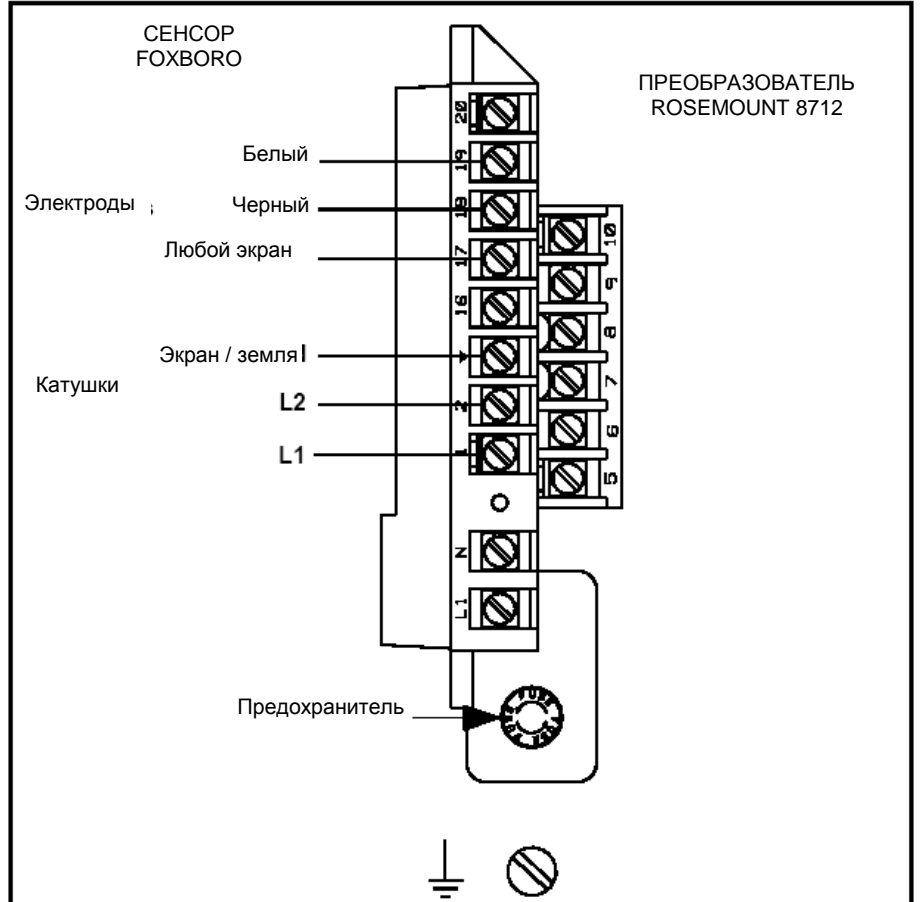 СЕНСОР
FOXBORO
ПРЕОБРАЗОВАТЕЛЬ
ROSEMOUNT 8712
20
Белый
19
Электроды
Черный
18
10
Любой экран
17
9
16
8
Экран / земля
Катушки
7
L2
2
6
L1
1
5
N
L1
Предохранитель
FUSE